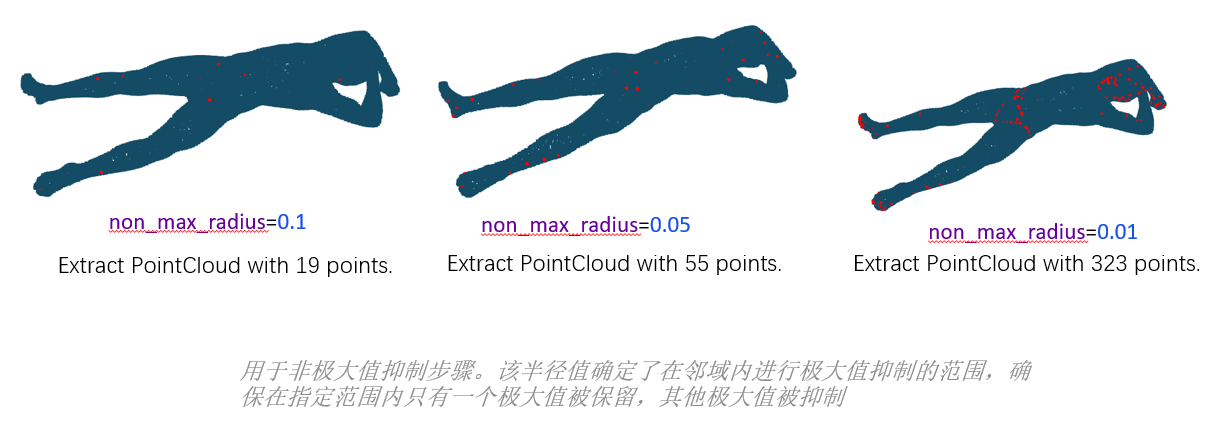 non_max_radius=0.1
Extract PointCloud with 19 points.
non_max_radius=0.05
Extract PointCloud with 55 points.
non_max_radius=0.01
Extract PointCloud with 323 points.
用于非极大值抑制步骤。该半径值确定了在邻域内进行极大值抑制的范围，确
保在指定范围内只有一个极大值被保留，其他极大值被抑制